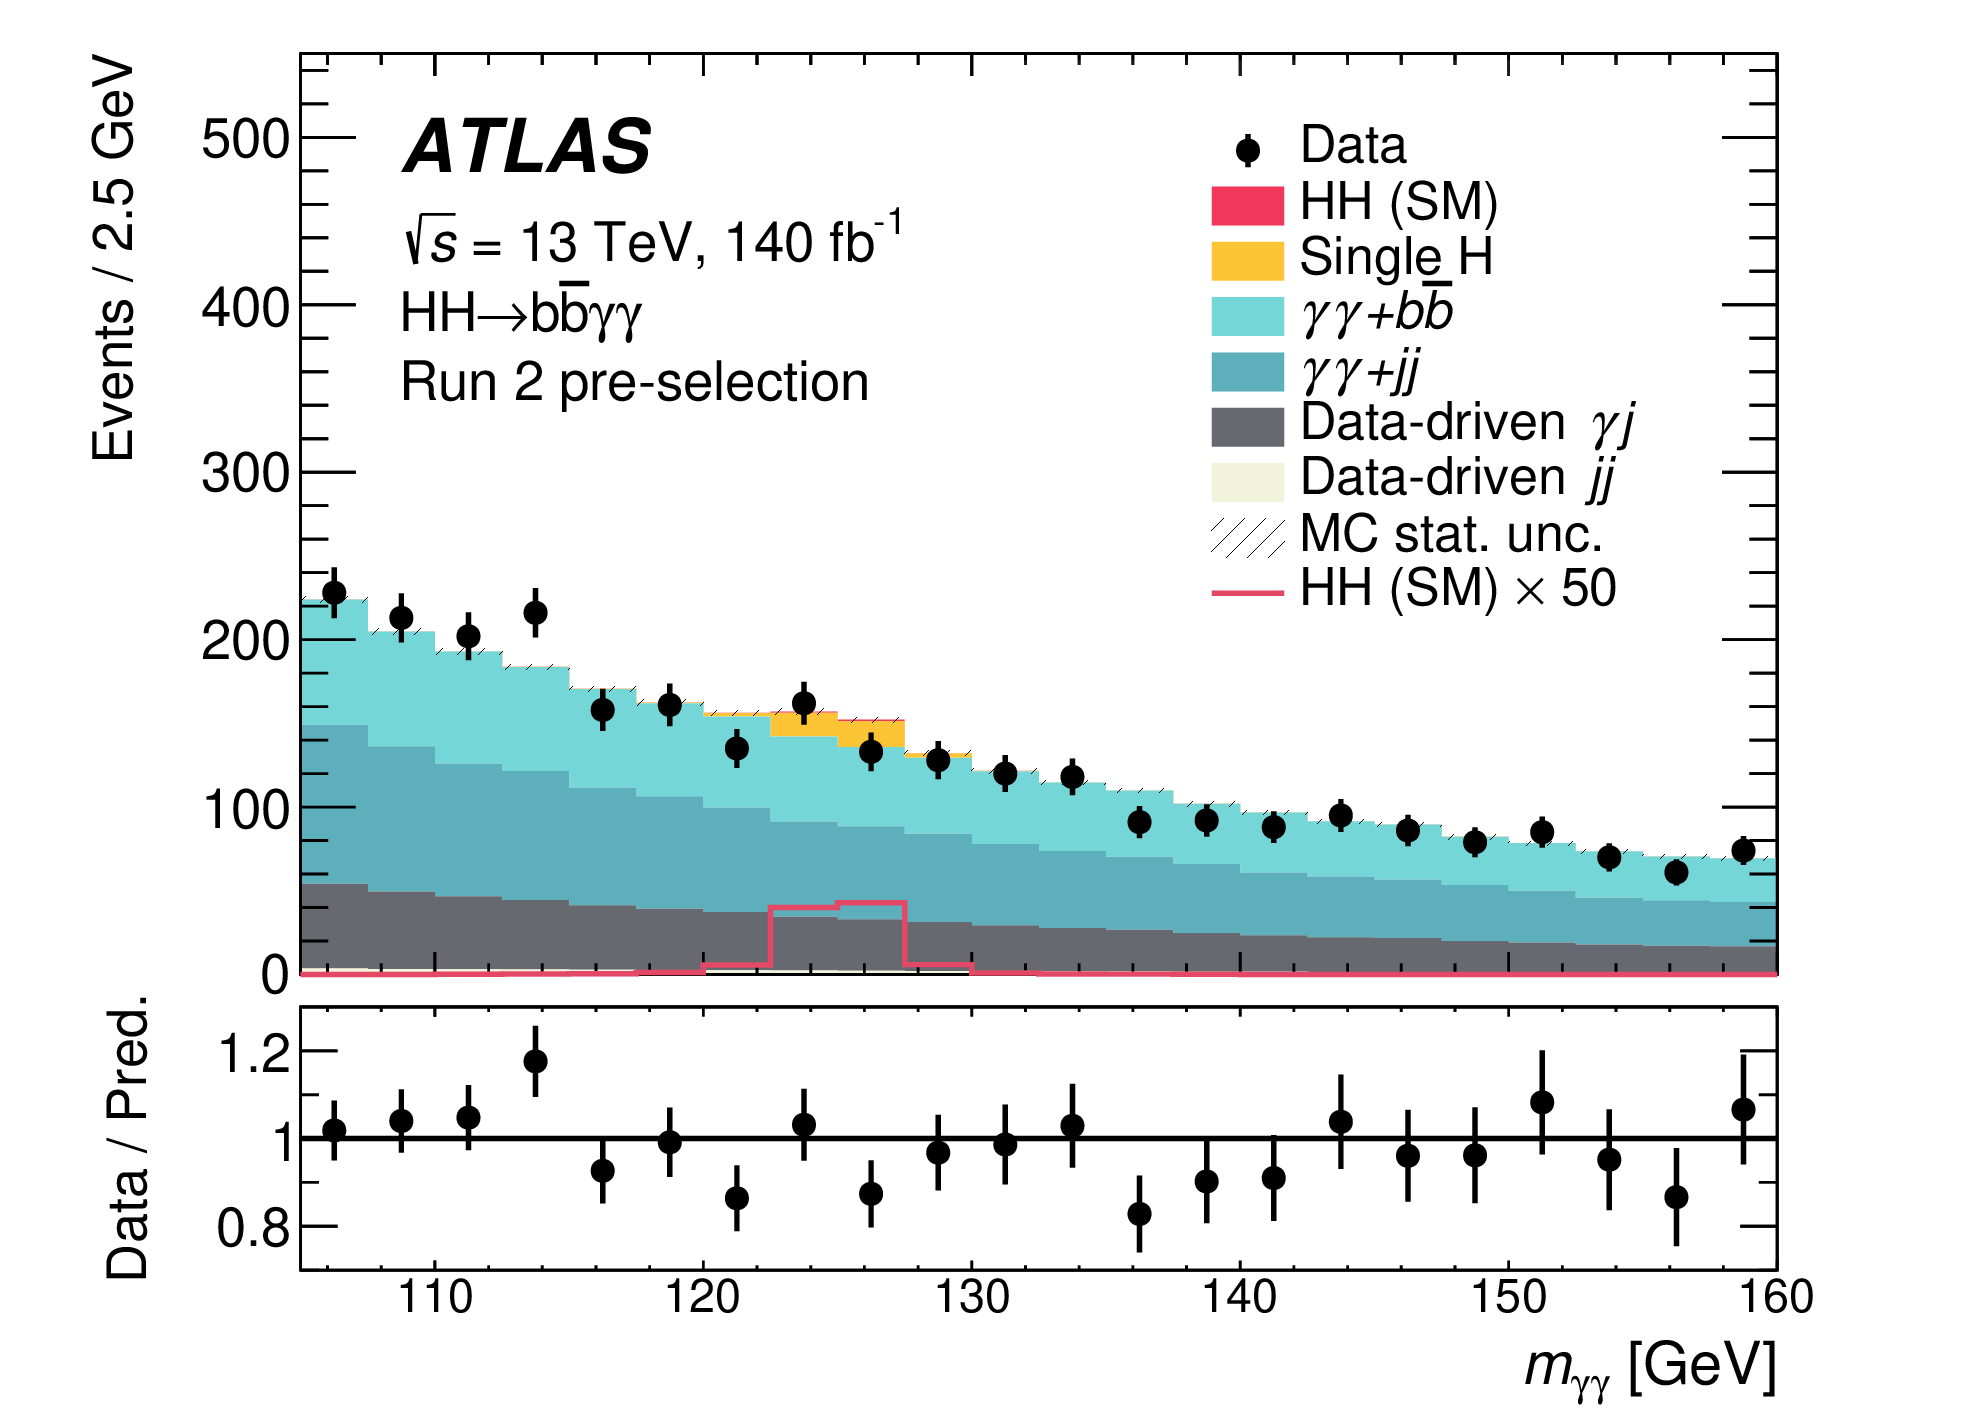 Events / 2.5 GeV
500
400
300
200
100
0
ATLAS
√s = 13 TeV, 140 fb⁻¹
HH→bb̅γγ
Run 2 pre-selection
Data
HH (SM)
Single H
γγ+bb̅
γγ+jj
Data-driven γj
Data-driven jj
MC stat. unc.
HH (SM) × 50
Data / Pred.
1.2
1
0.8
110 120 130 140 150 160
mγγ [GeV]